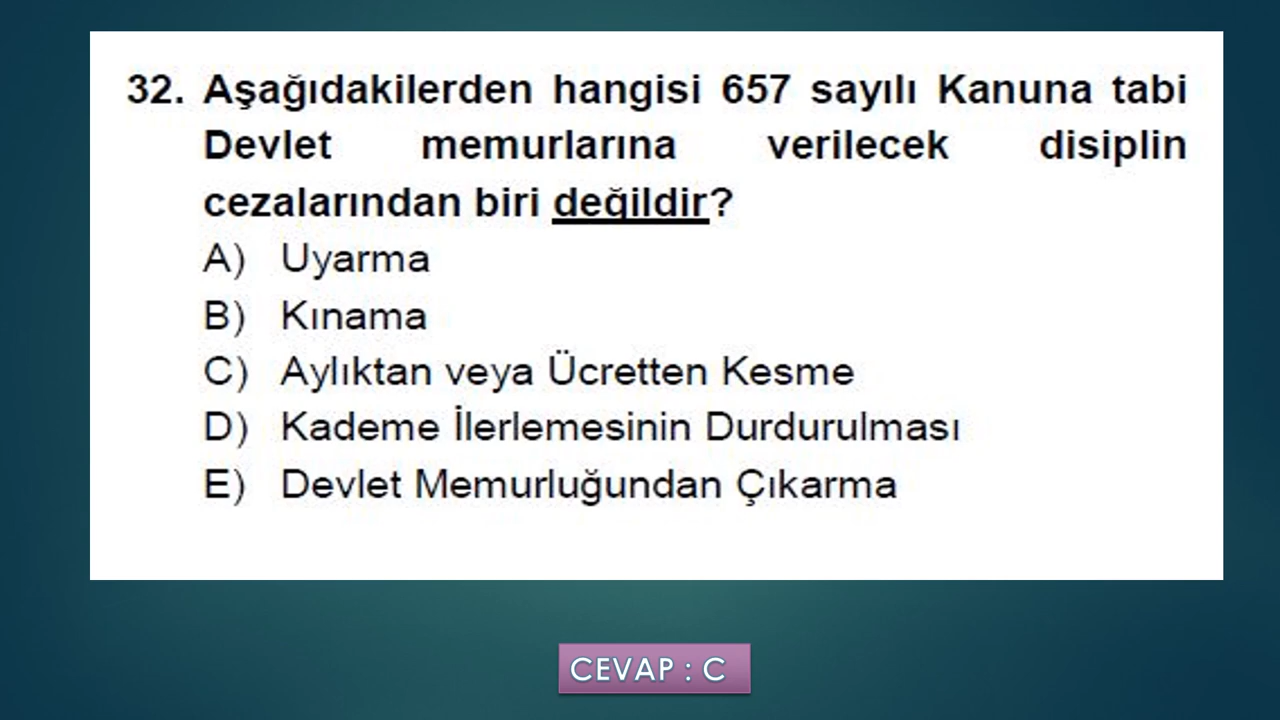 32. Aşağıdakilerden hangisi 657 sayılı Kanuna tabi
Devlet memurlarına verilecek disiplin
cezalarından biri değildir?
A) Uyarma
B) Kınama
C) Aylıktan veya Ücretten Kesme
D) Kademe İlerlemesinin Durdurulması
E) Devlet Memurluğundan Çıkarma
CEVAP : C